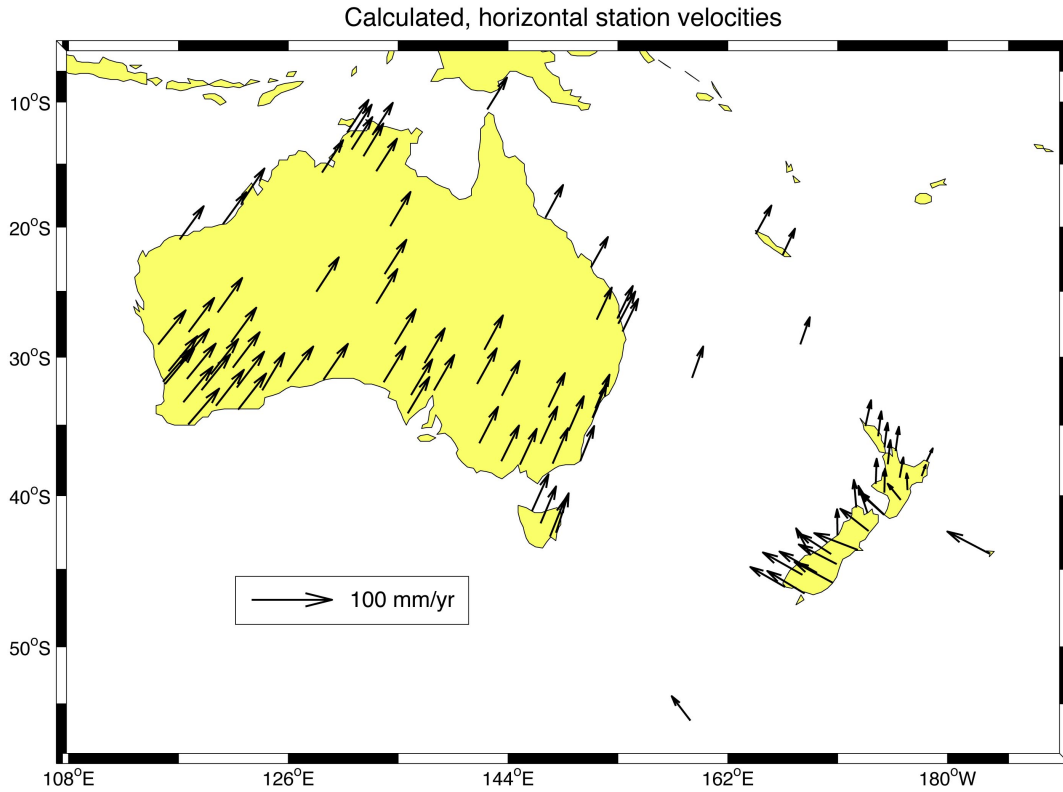 Calculated, horizontal station velocities
10°S
20°S
30°S
40°S
50°S
100 mm/yr
108°E 126°E 144°E 162°E 180°W